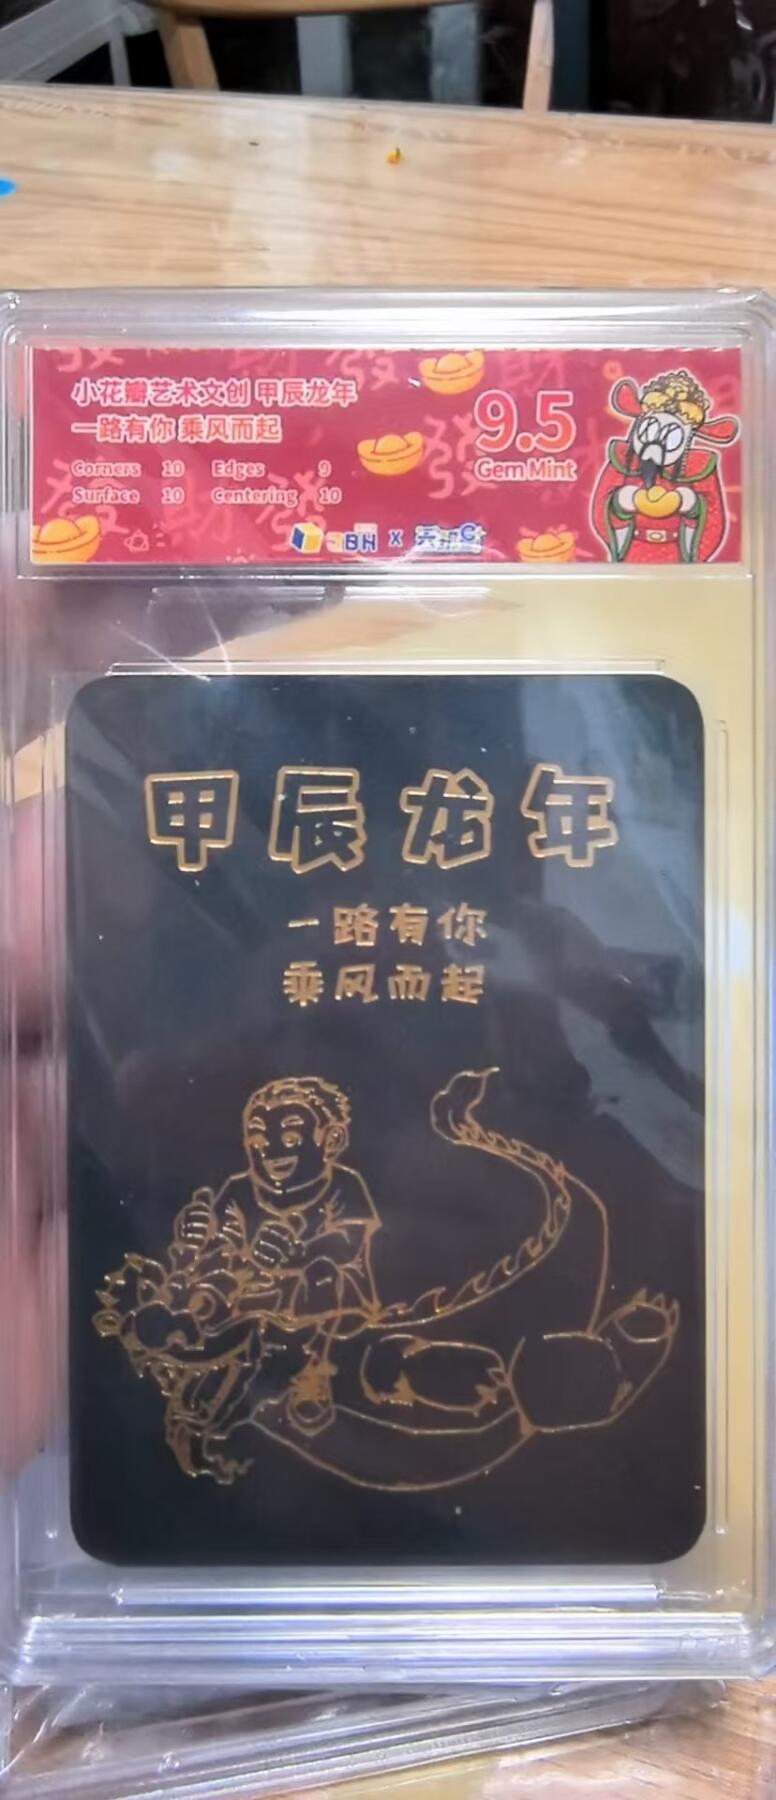 小花瓣艺术文创 甲辰龙年
一路有你 乘风而起
9.5
Gem Mint
Corners 10 Edges 9
Surface 10 Centering 10
JBH x
甲辰龙年
一路有你
乘风而起